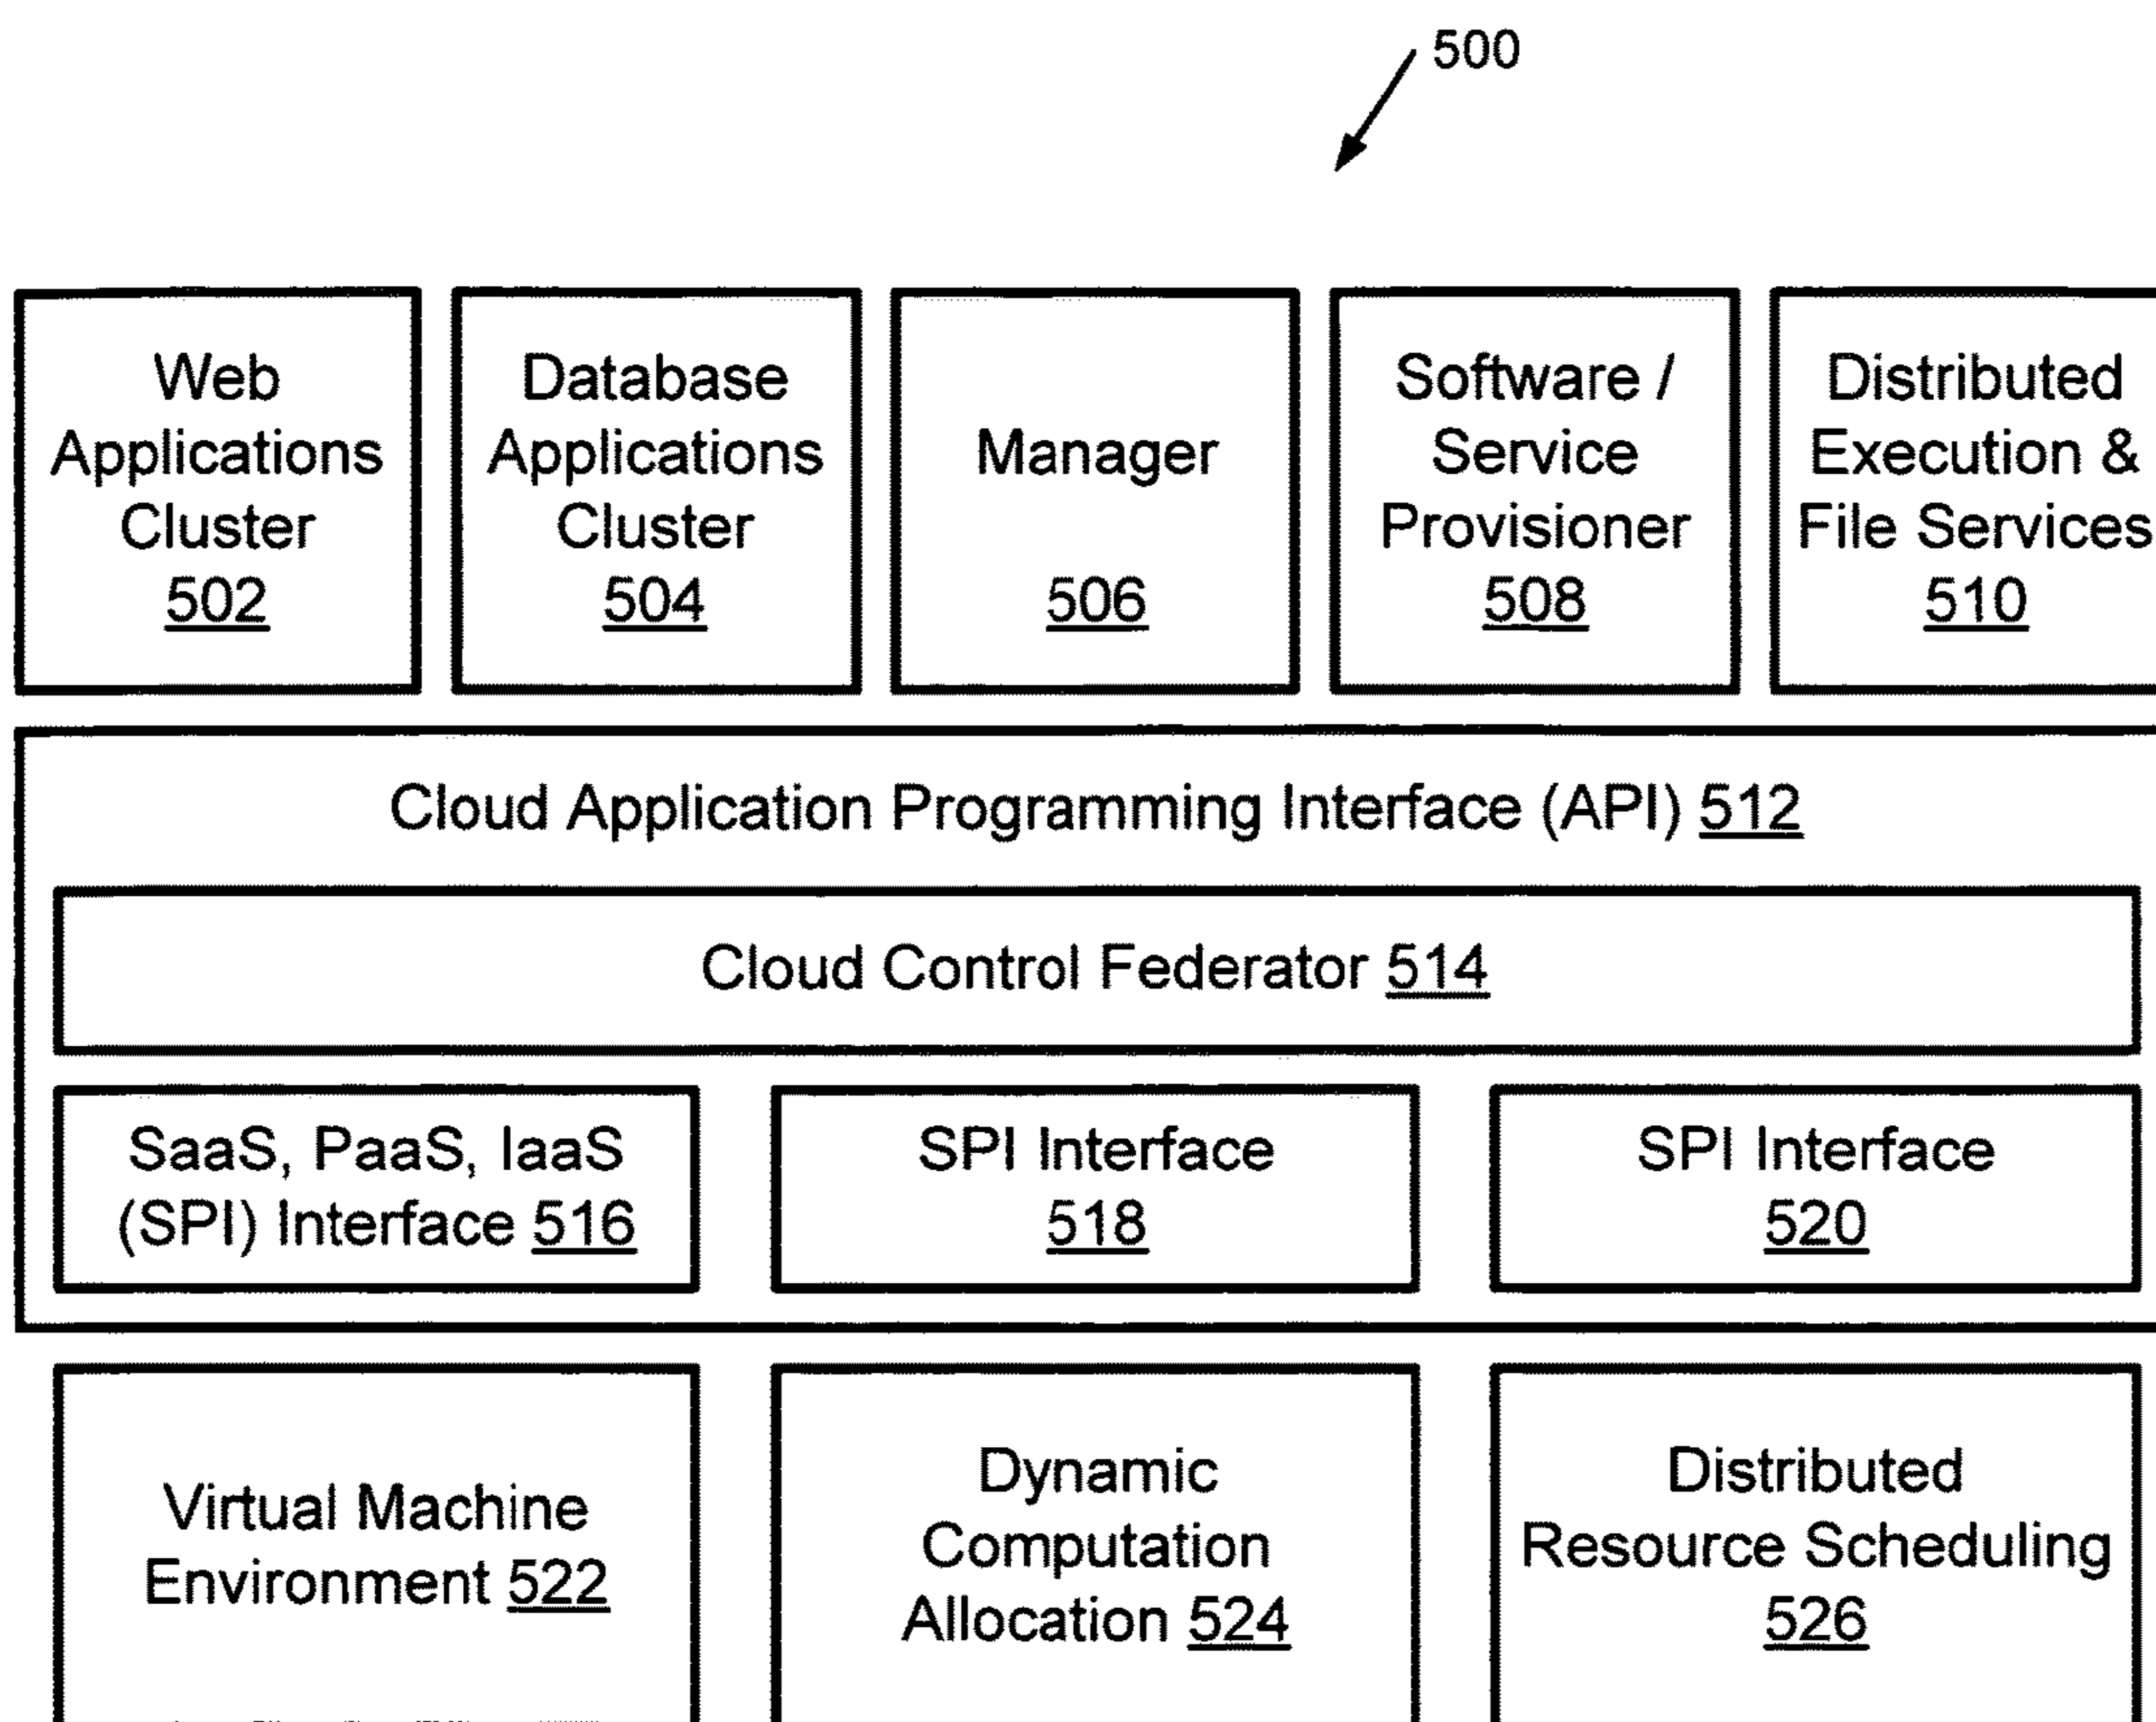 500
Web
Applications
Cluster
502
Database
Applications
Cluster
504
Manager
506
Software /
Service
Provisioner
508
Distributed
Execution &
File Services
510
Cloud Application Programming Interface (API) 512
Cloud Control Federator 514
SaaS, PaaS, IaaS
(SPI) Interface 516
SPI Interface
518
SPI Interface
520
Virtual Machine
Environment 522
Dynamic
Computation
Allocation 524
Distributed
Resource Scheduling
526